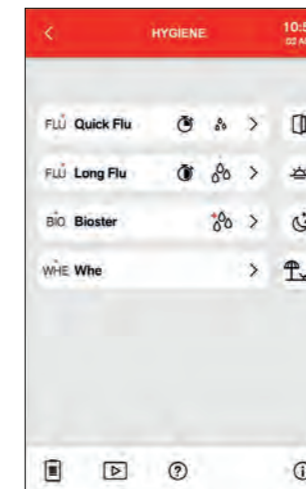 HYGIENE
10:5
02 A
FLU Quick Flu
FLU Long Flu
BIO Bioster
WHE Whe